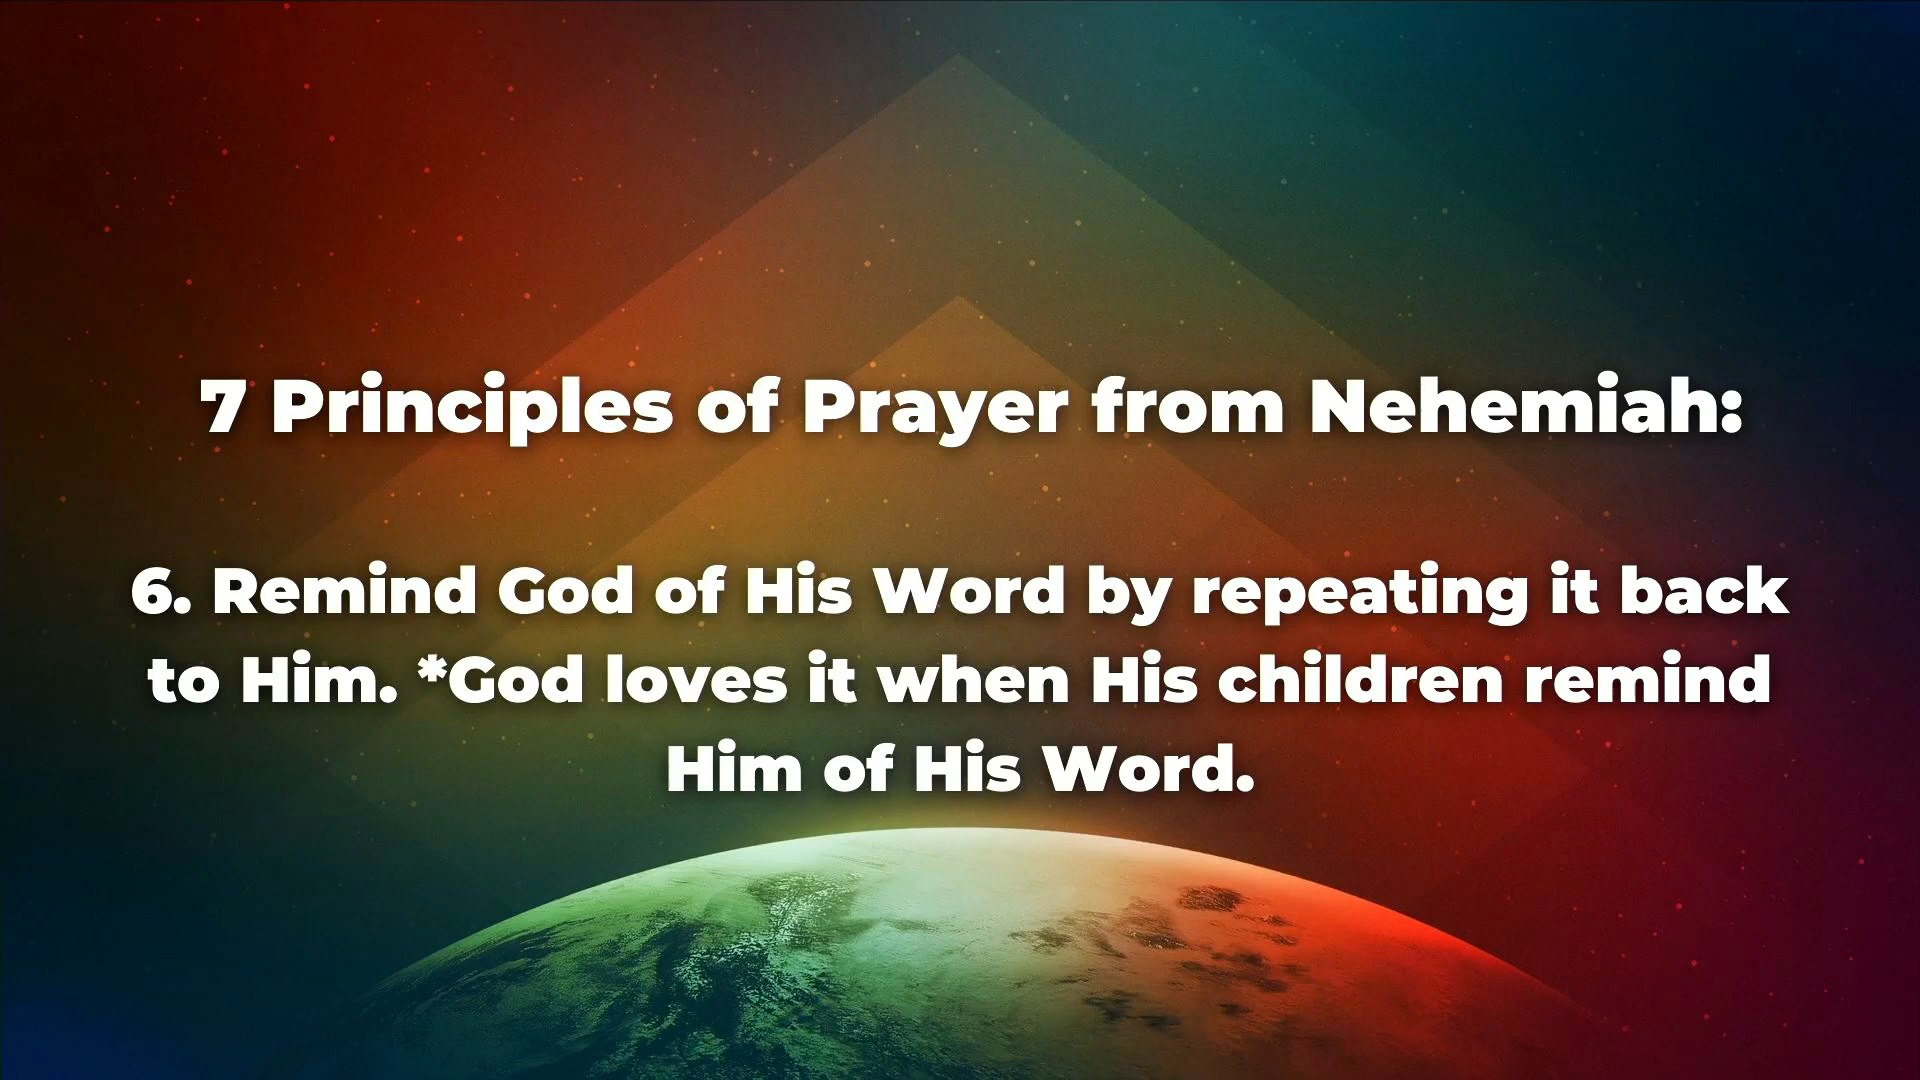 7 Principles of Prayer from Nehemiah:
6. Remind God of His Word by repeating it back
to Him. *God loves it when His children remind
Him of His Word.